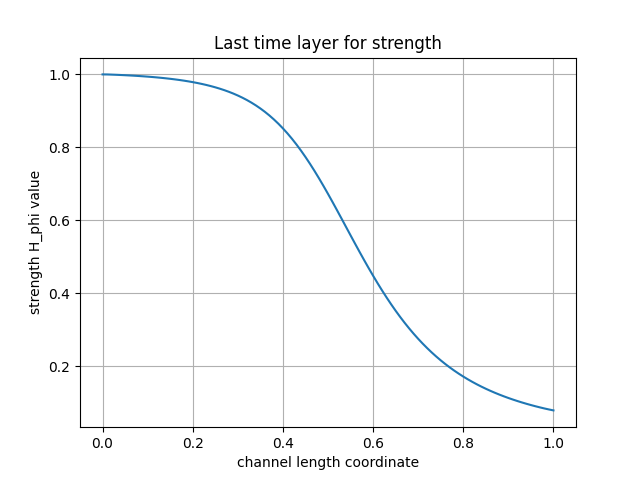 Last time layer for strength
strength H_phi value
1.0
0.8
0.6
0.4
0.2
0.0 0.2 0.4 0.6 0.8 1.0
channel length coordinate